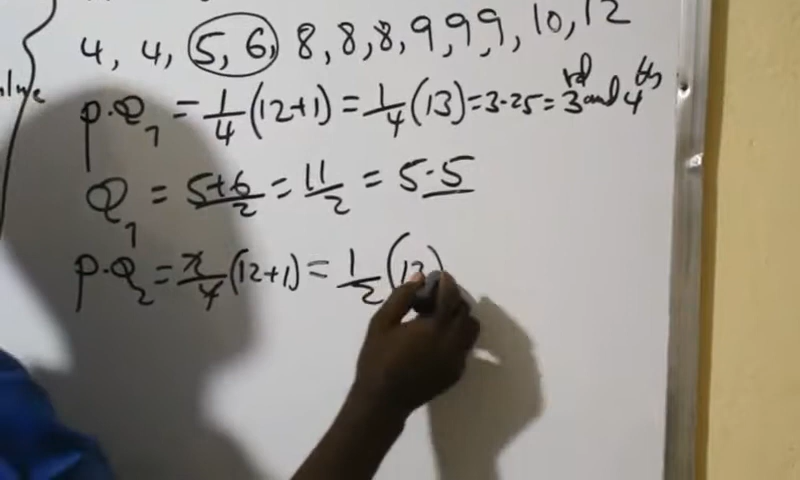 4, 4, 5, 6, 8, 8, 8, 9, 9, 9, 10, 12
P.Q₁ = 1/4 (12+1) = 1/4 (13) = 3.25 = 3rd and 4th
Q₁ = 5+6/2 = 11/2 = 5.5
P.Q₂ = 2/4 (12+1) = 1/2 (13)